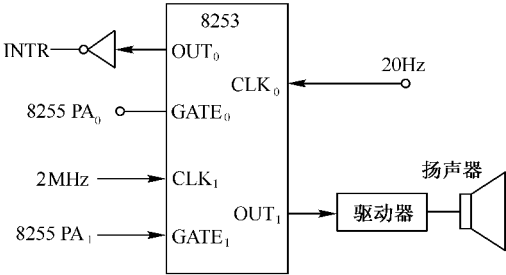 8253
INTR
OUT₀
20Hz
CLK₀
8255 PA₀
GATE₀
2MHz
CLK₁
扬声器
OUT₁
驱动器
8255 PA₁
GATE₁